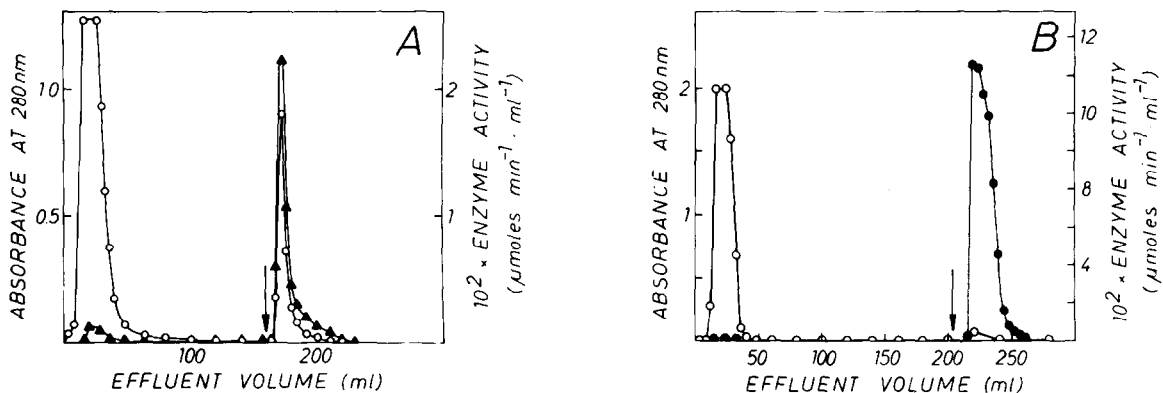 A
ABSORBANCE AT 280nm
1.0
0.5
2
1
10² × ENZYME ACTIVITY
(μmoles min⁻¹ · ml⁻¹)
100
200
EFFLUENT VOLUME (ml)
B
ABSORBANCE AT 280nm
2
1
12
10
8
6
4
10² × ENZYME ACTIVITY
(μmoles min⁻¹ ml⁻¹)
50
100
150
200
250
EFFLUENT VOLUME (ml)